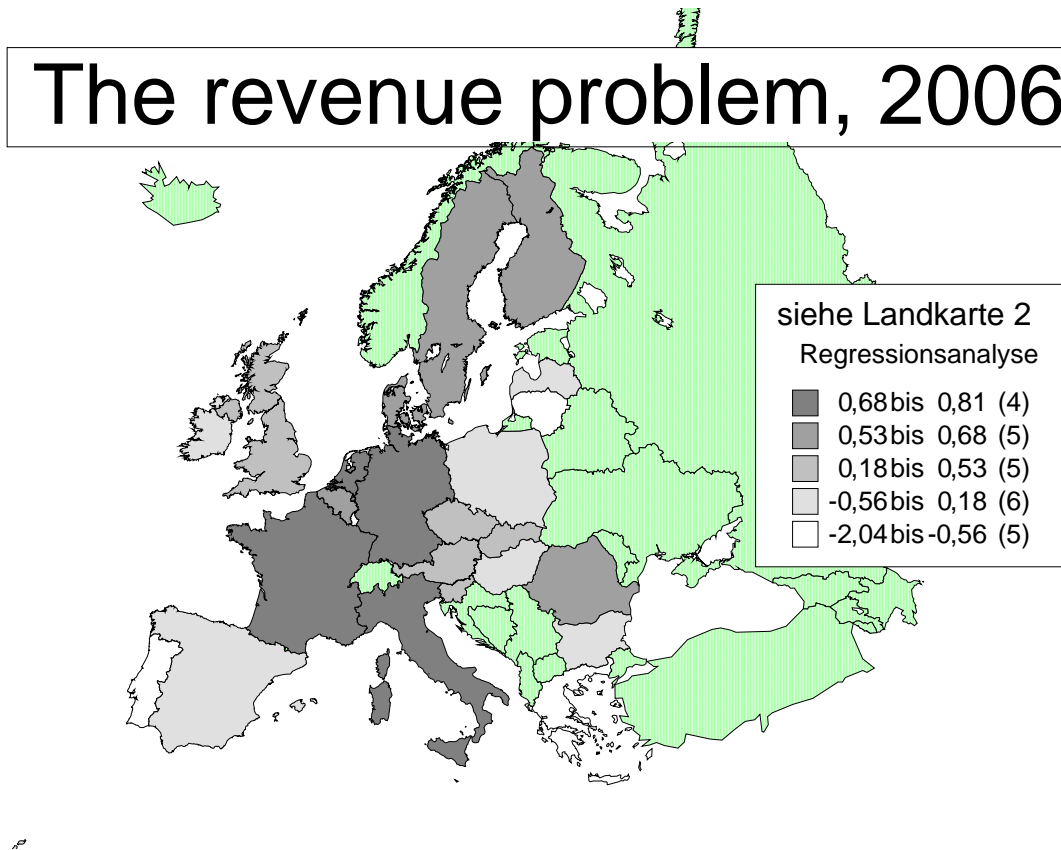 The revenue problem, 2006
siehe Landkarte 2
Regressionsanalyse
0,68 bis 0,81 (4)
0,53 bis 0,68 (5)
0,18 bis 0,53 (5)
-0,56 bis 0,18 (6)
-2,04 bis -0,56 (5)